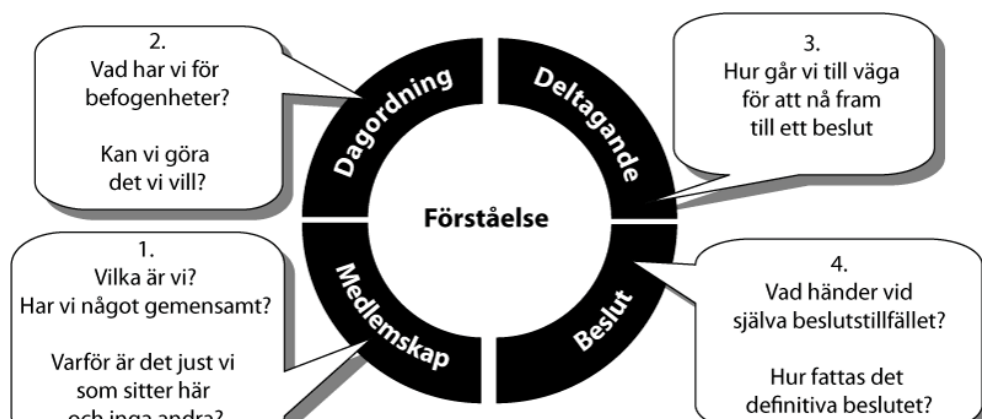 2.
Vad har vi för
befogenheter?
Kan vi göra
det vi vill?
Dagordning
Deltagande
3.
Hur går vi till väga
för att nå fram
till ett beslut
Förståelse
1.
Vilka är vi?
Har vi något gemensamt?
Varför är det just vi
som sitter här
och inga andra?
Medlemskap
Beslut
4.
Vad händer vid
själva beslutstillfället?
Hur fattas det
definitiva beslutet?